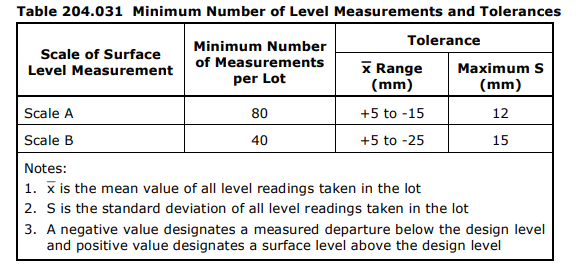 Table 204.031 Minimum Number of Level Measurements and Tolerances
Scale of Surface Level Measurement | Minimum Number of Measurements per Lot | Tolerance
x̅ Range (mm) | Maximum S (mm)
Scale A | 80 | +5 to -15 | 12
Scale B | 40 | +5 to -25 | 15
Notes:
1. x̅ is the mean value of all level readings taken in the lot
2. S is the standard deviation of all level readings taken in the lot
3. A negative value designates a measured departure below the design level
and positive value designates a surface level above the design level